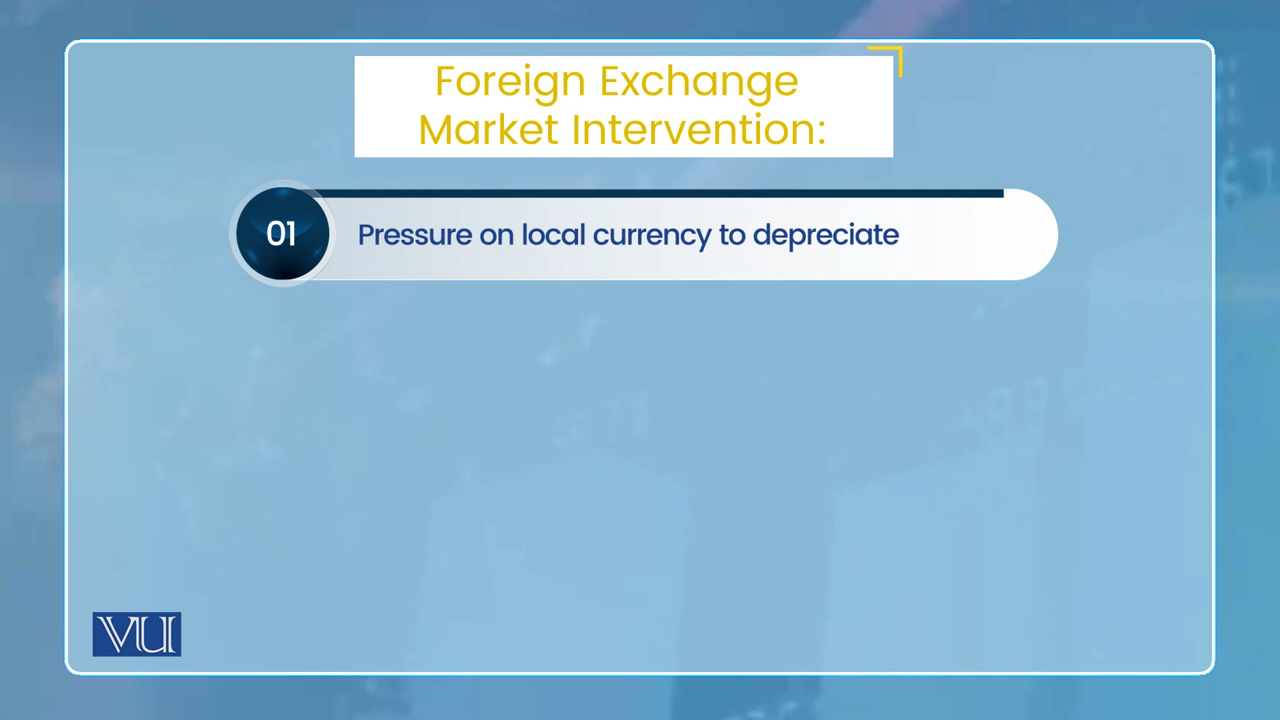 Foreign Exchange
Market Intervention:
01 Pressure on local currency to depreciate
VU